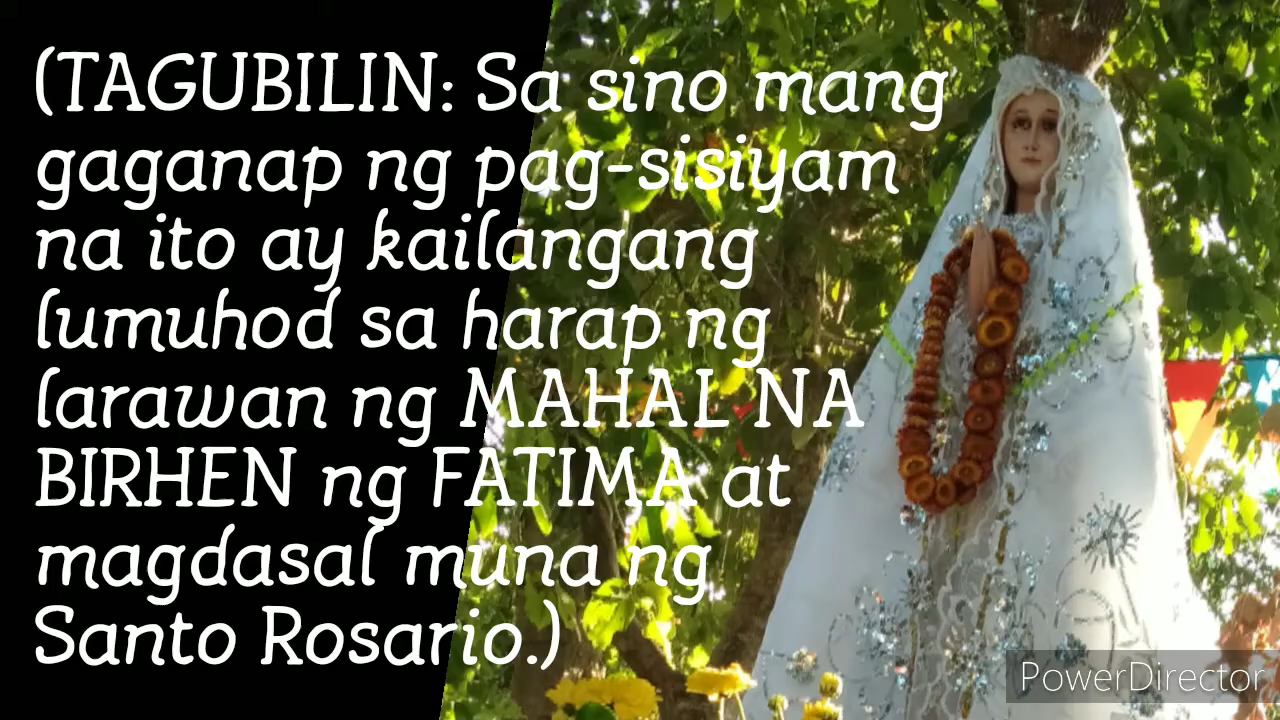 (TAGUBILIN: Sa sino mang
gaganap ng pag-sisiyam
na ito ay kailangang
lumuhod sa harap ng
larawan ng MAHAL NA
BIRHEN ng FATIMA at
magdasal muna ng
Santo Rosario.)
PowerDirector